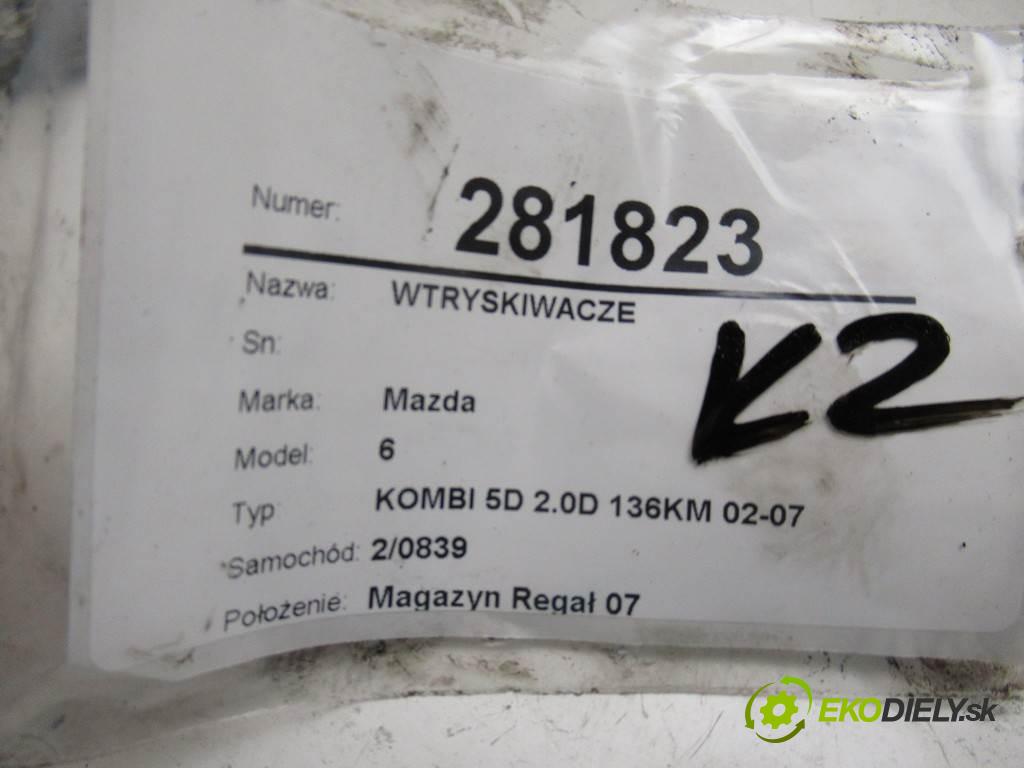 Numer: 281823
Nazwa: WTRYSKIWACZE
Sn:
K2
Marka: Mazda
Model: 6
Typ KOMBI 5D 2.0D 136KM 02-07
Samochód: 2/0839
Położenie: Magazyn Regał 07
EKODIELY.sk